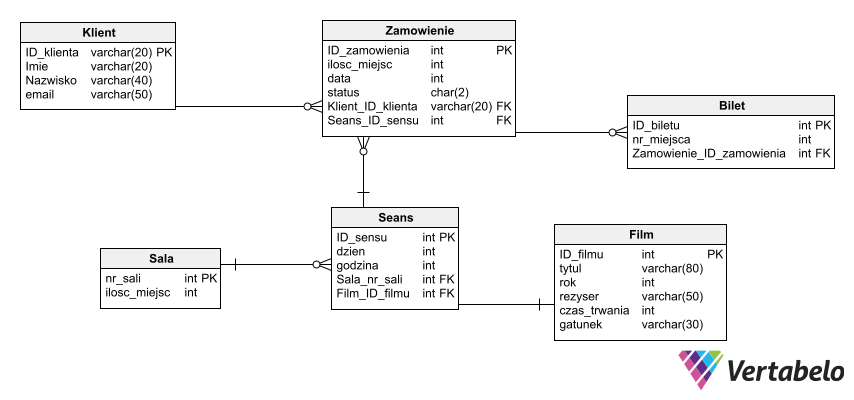 Klient
ID_klienta varchar(20) PK
Imie varchar(20)
Nazwisko varchar(40)
email varchar(50)
Zamowienie
ID_zamowienia int PK
ilosc_miejsc int
data int
status char(2)
Klient_ID_klienta varchar(20) FK
Seans_ID_sensu int FK
Bilet
ID_biletu int PK
nr_miejsca int
Zamowienie_ID_zamowienia int FK
Sala
nr_sali int PK
ilosc_miejsc int
Seans
ID_sensu int PK
dzien int
godzina int
Sala_nr_sali int FK
Film_ID_filmu int FK
Film
ID_filmu int PK
tytul varchar(80)
rok int
rezyser varchar(50)
czas_trwania int
gatunek varchar(30)
Vertabelo